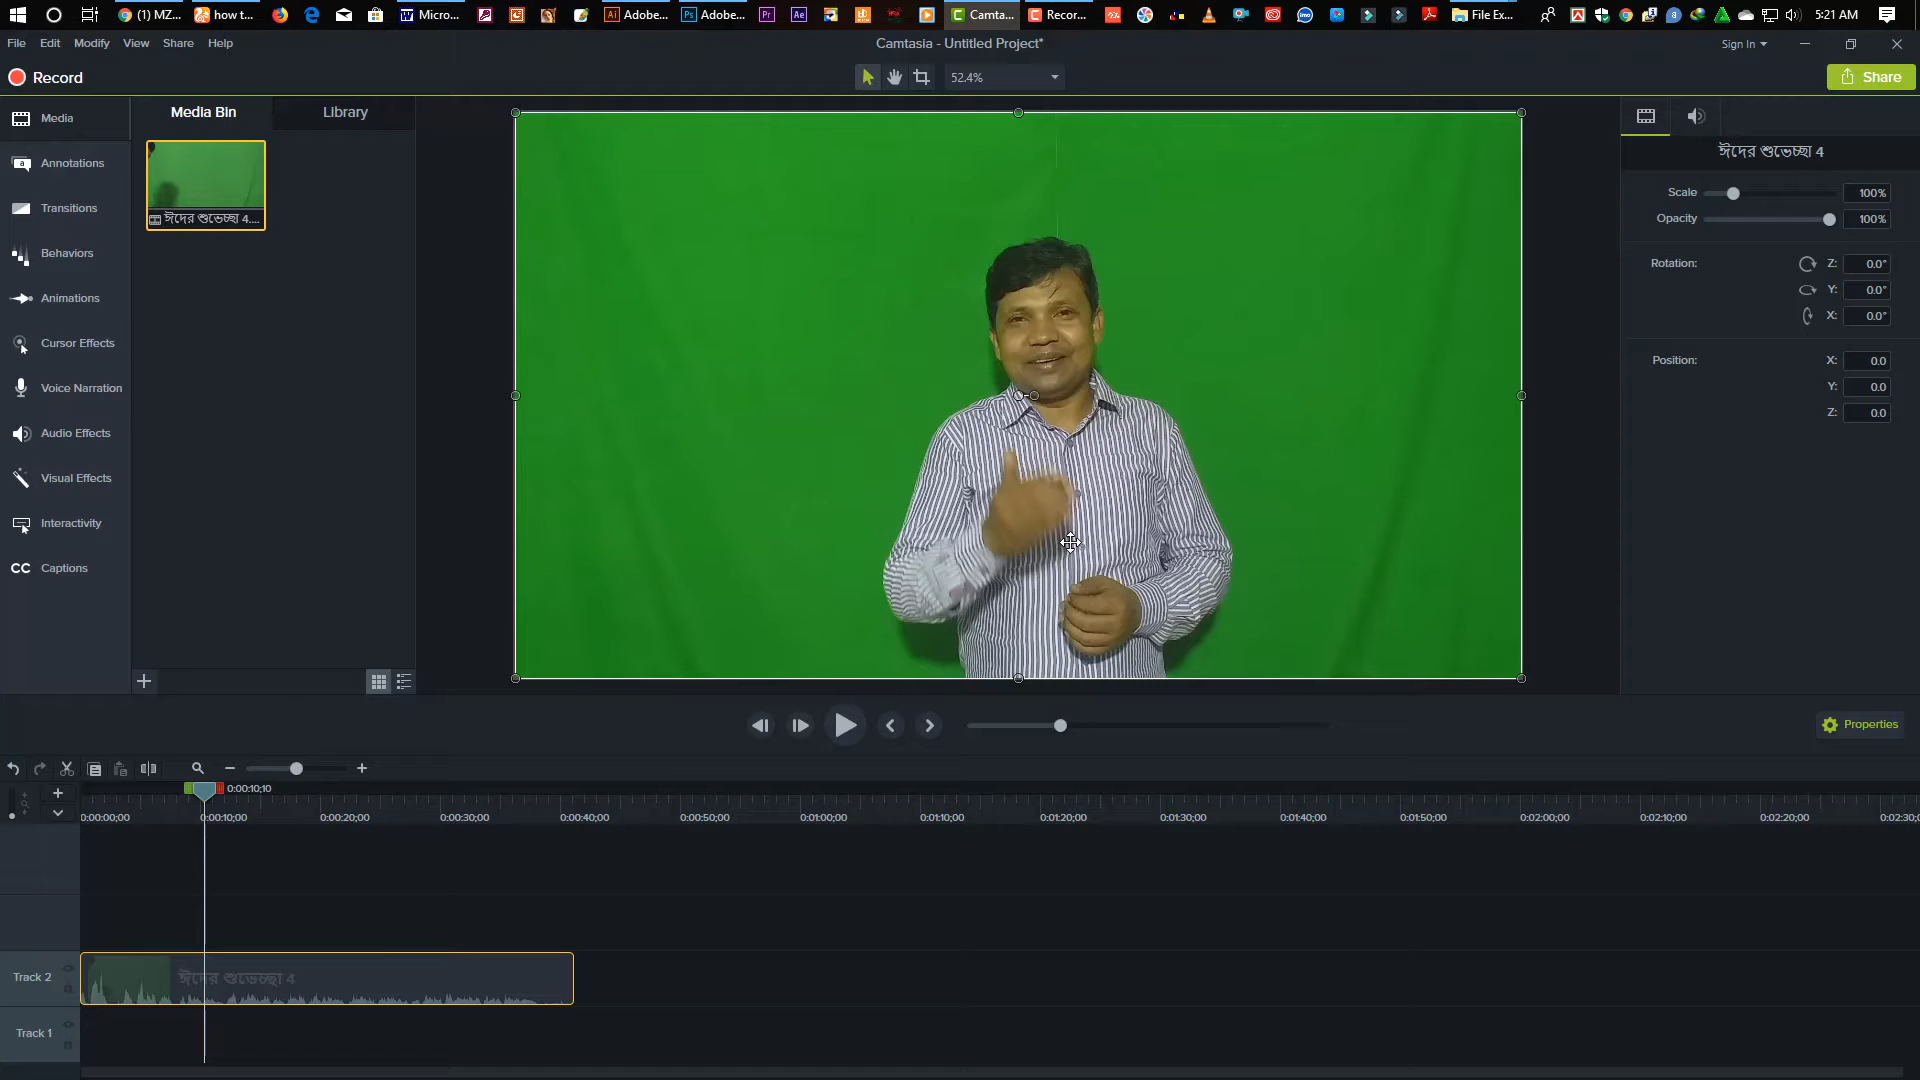 (1) MZ...
how t...
Micro...
Adobe...
Adobe...
Camta...
Recor...
File Ex...
5:21 AM
File Edit Modify View Share Help
Camtasia - Untitled Project*
Sign In
Record
52.4%
Share
Media
Annotations
Transitions
Behaviors
Animations
Cursor Effects
Voice Narration
Audio Effects
Visual Effects
Interactivity
CC Captions
Media Bin
Library
ঈদের শুভেচ্ছা 4....
ঈদের শুভেচ্ছা 4
Scale 100%
Opacity 100%
Rotation: Z: 0.0°
Y: 0.0°
X: 0.0°
Position: X: 0.0
Y: 0.0
Z: 0.0
Properties
0:00:10;10
0:00:00;00 0:00:10;00 0:00:20;00 0:00:30;00 0:00:40;00 0:00:50;00 0:01:00;00 0:01:10;00 0:01:20;00 0:01:30;00 0:01:40;00 0:01:50;00 0:02:00;00 0:02:10;00 0:02:20;00 0:02:30;0
Track 2
ঈদের শুভেচ্ছা 4
Track 1